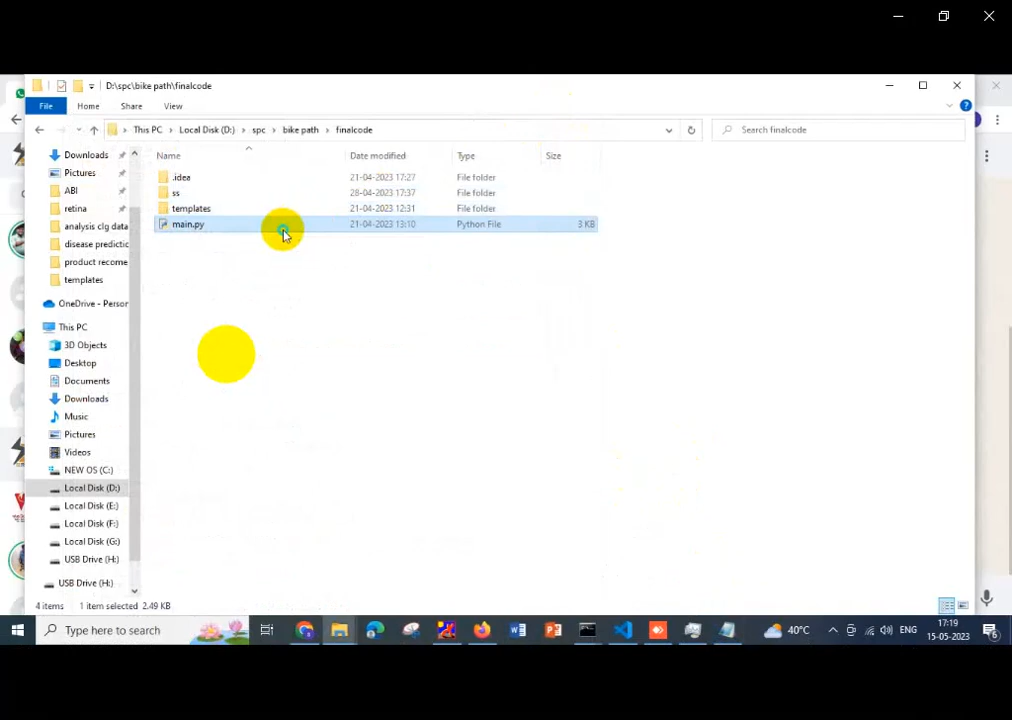 D:\spc\bike path\finalcode
File Home Share View
This PC Local Disk (D:) spc bike path finalcode
Search finalcode
Name Date modified Type Size
.idea 21-04-2023 17:27 File folder
ss 28-04-2023 17:37 File folder
templates 21-04-2023 12:31 File folder
main.py 21-04-2023 13:10 Python File 3 KB
Downloads
Pictures
ABI
retina
analysis clg data
disease predictic
product recome
templates
OneDrive - Persor
This PC
3D Objects
Desktop
Documents
Downloads
Music
Pictures
Videos
NEW OS (C:)
Local Disk (D:)
Local Disk (E:)
Local Disk (F:)
Local Disk (G:)
USB Drive (H:)
USB Drive (H:)
4 items 1 item selected 2.49 KB
Type here to search
40°C ENG 17:19
15-05-2023
6